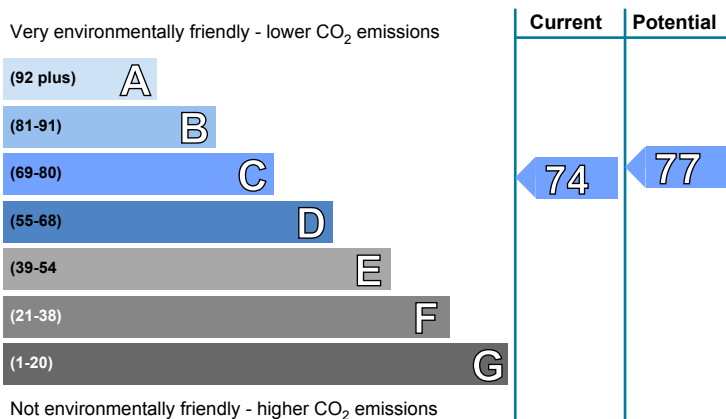 Current Potential
Very environmentally friendly - lower CO₂ emissions
(92 plus) A
(81-91) B
(69-80) C
74 77
(55-68) D
(39-54 E
(21-38) F
(1-20) G
Not environmentally friendly - higher CO₂ emissions